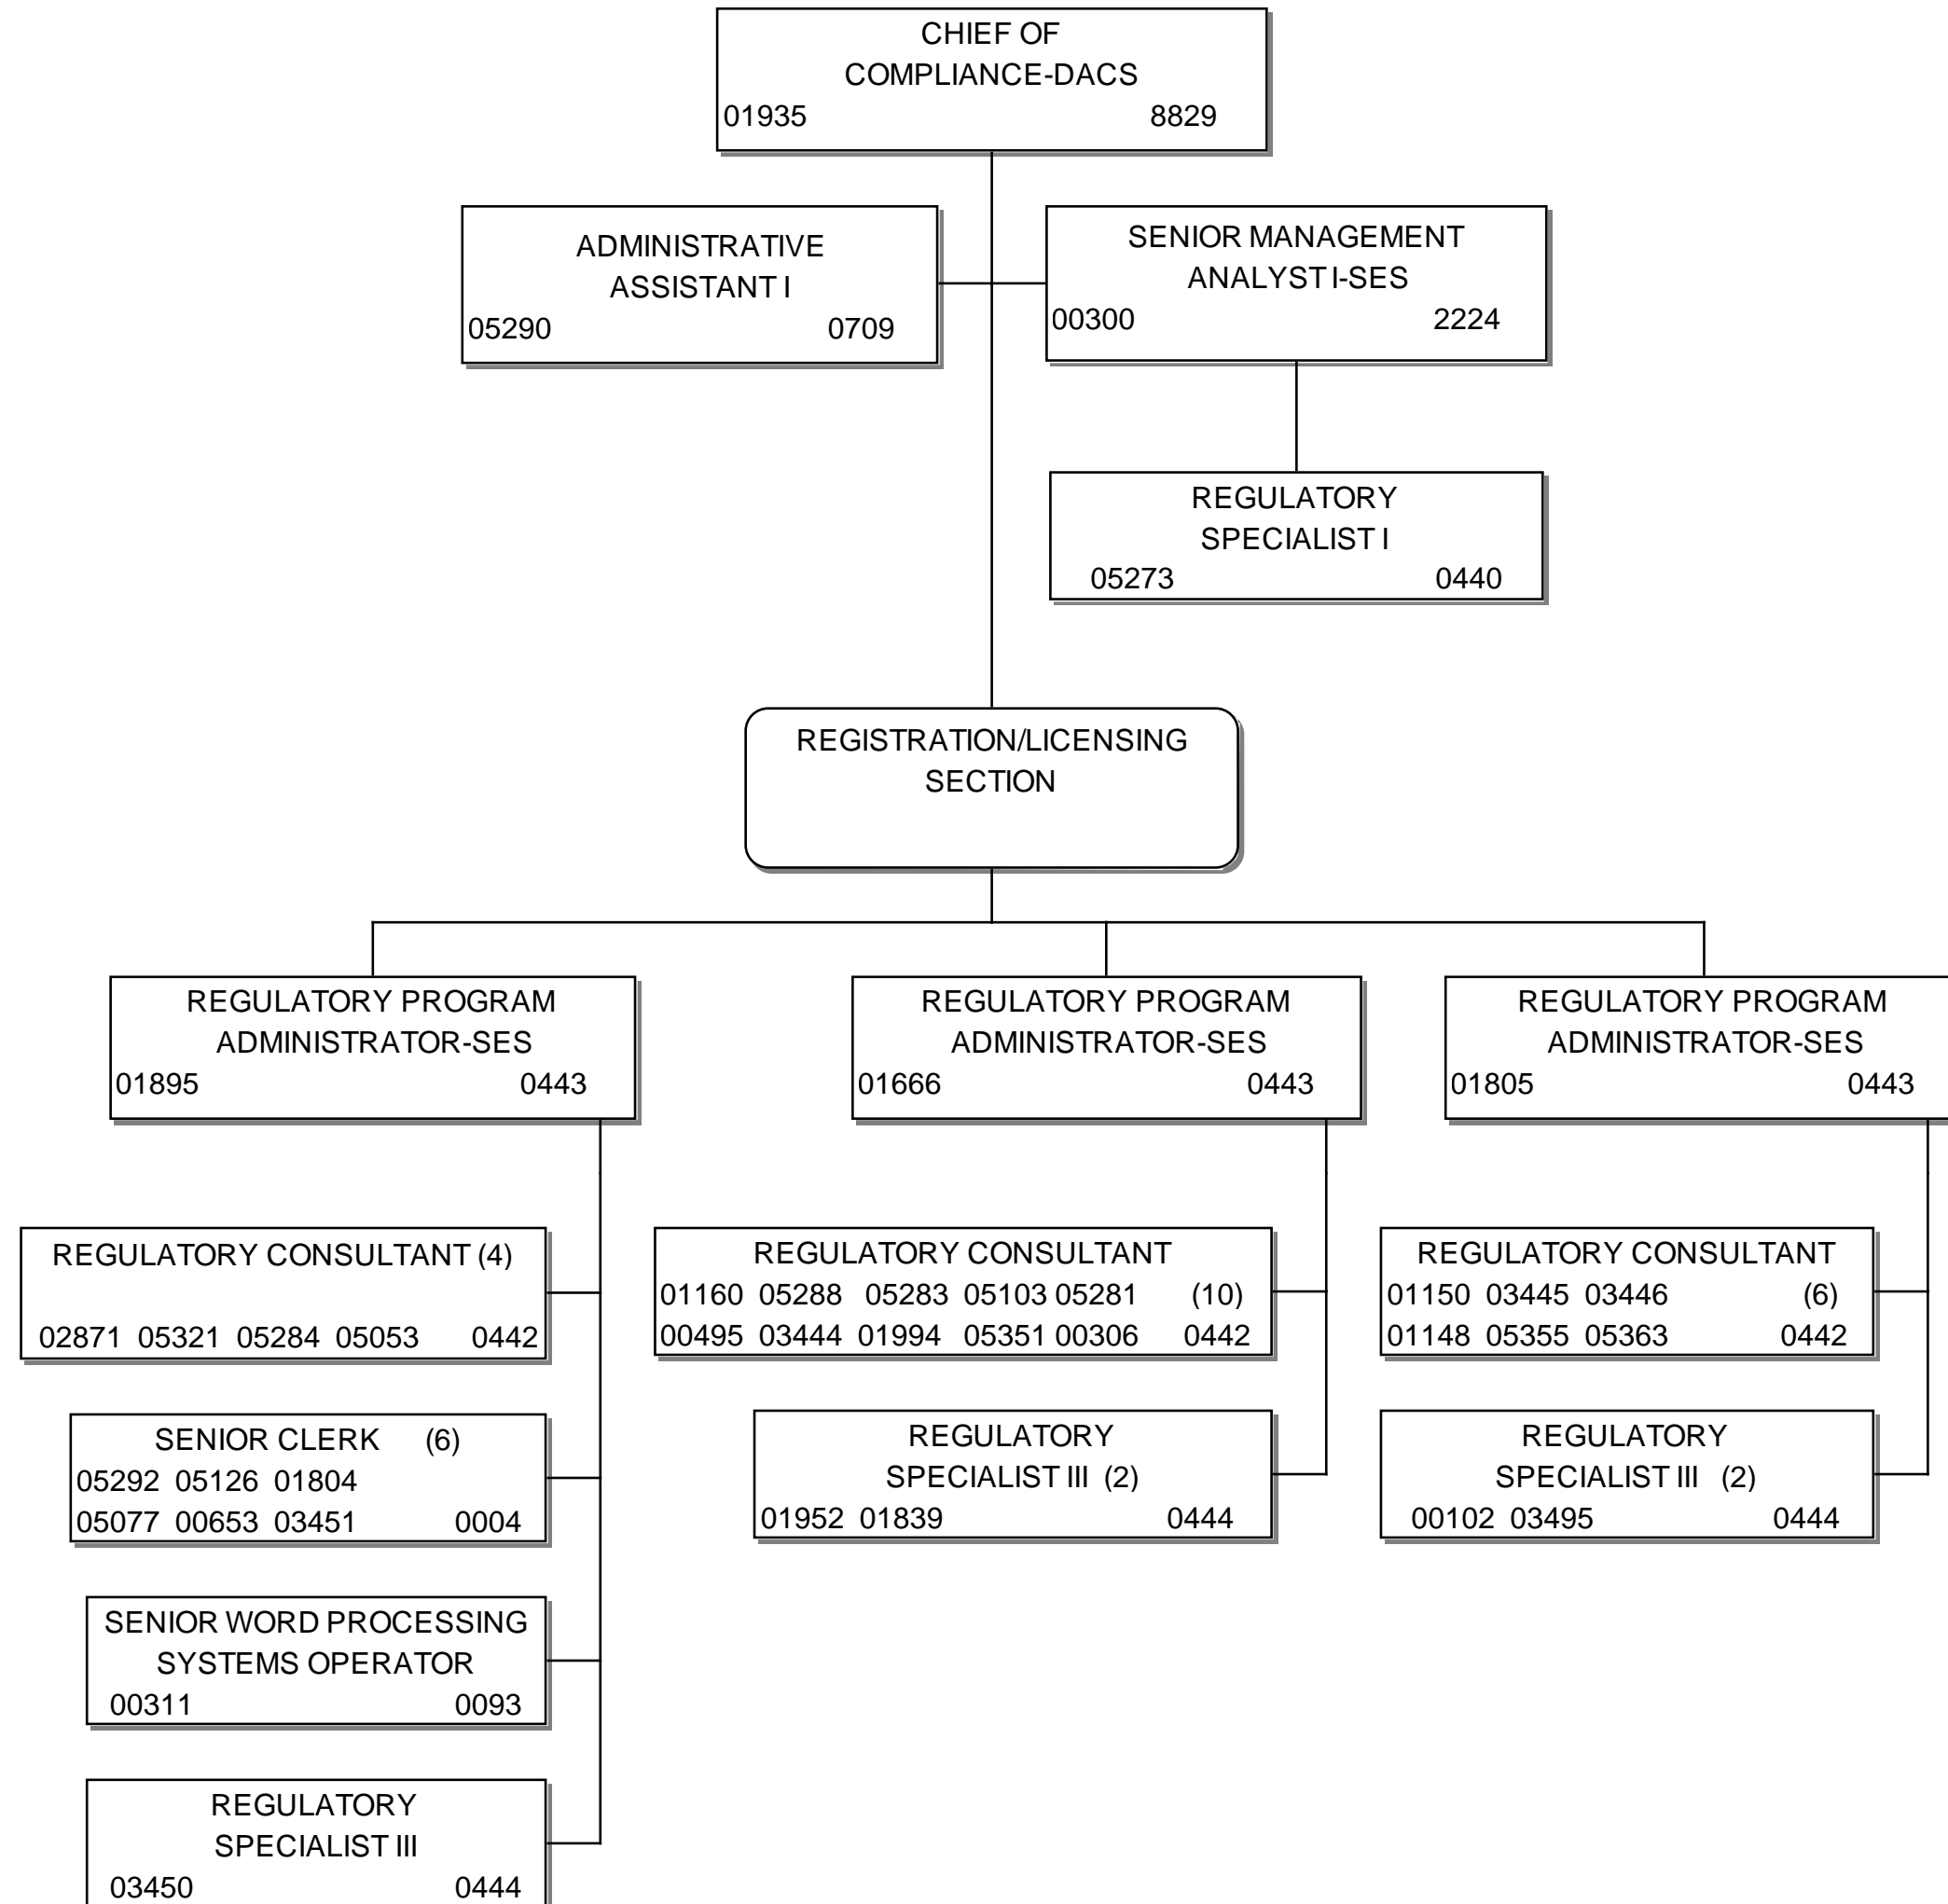 CHIEF OF
COMPLIANCE-DACS
01935 8829
ADMINISTRATIVE
ASSISTANT I
05290 0709
SENIOR MANAGEMENT
ANALYST I-SES
00300 2224
REGULATORY
SPECIALIST I
05273 0440
REGISTRATION/LICENSING
SECTION
REGULATORY PROGRAM
ADMINISTRATOR-SES
01895 0443
REGULATORY PROGRAM
ADMINISTRATOR-SES
01666 0443
REGULATORY PROGRAM
ADMINISTRATOR-SES
01805 0443
REGULATORY CONSULTANT (4)
02871 05321 05284 05053 0442
SENIOR CLERK (6)
05292 05126 01804
05077 00653 03451 0004
SENIOR WORD PROCESSING
SYSTEMS OPERATOR
00311 0093
REGULATORY
SPECIALIST III
03450 0444
REGULATORY CONSULTANT
01160 05288 05283 05103 05281 (10)
00495 03444 01994 05351 00306 0442
REGULATORY
SPECIALIST III (2)
01952 01839 0444
REGULATORY CONSULTANT
01150 03445 03446 (6)
01148 05355 05363 0442
REGULATORY
SPECIALIST III (2)
00102 03495 0444